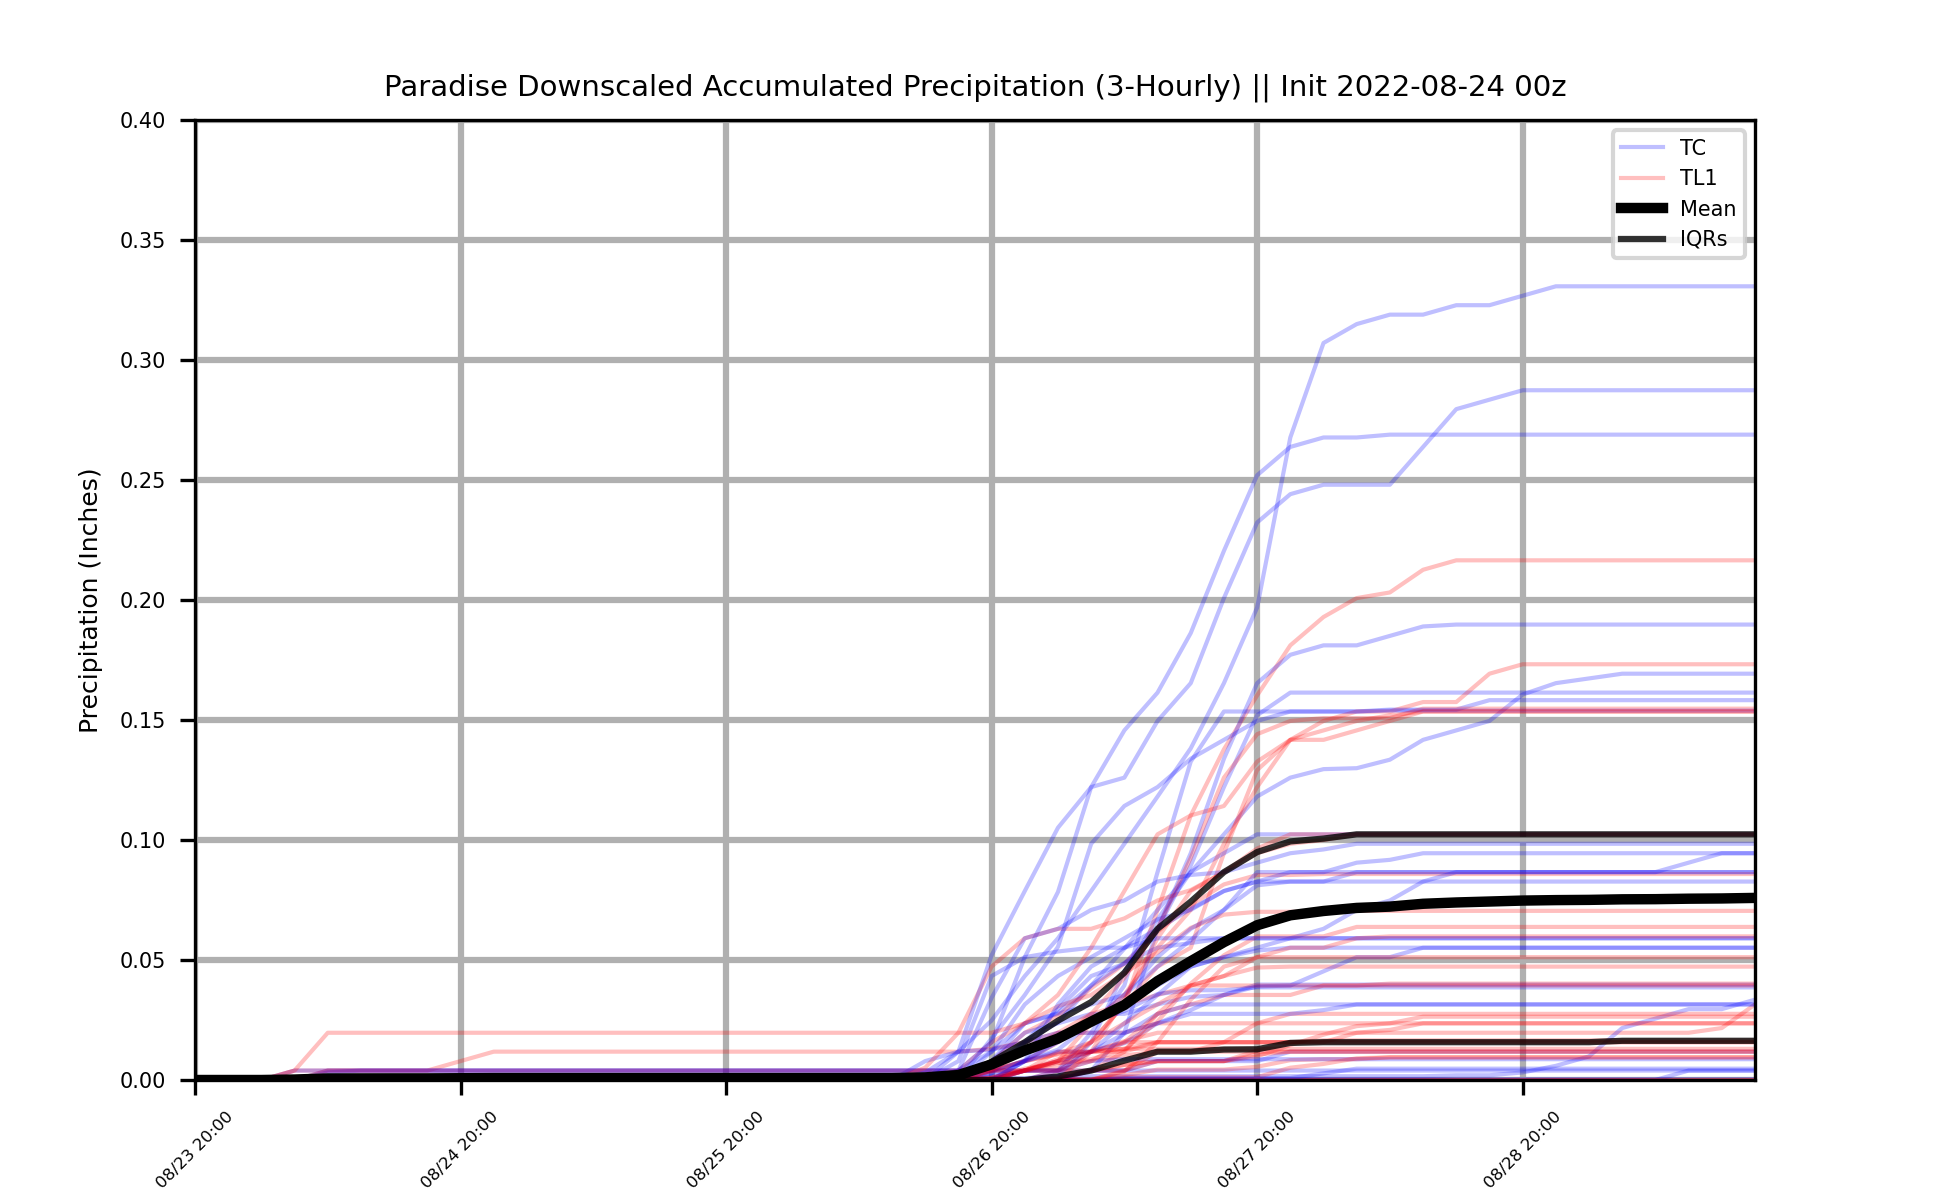 Paradise Downscaled Accumulated Precipitation (3-Hourly) || Init 2022-08-24 00z
TC
TL1
Mean
IQRs
Precipitation (Inches)
0.40
0.35
0.30
0.25
0.20
0.15
0.10
0.05
0.00
08/23 20:00
08/24 20:00
08/25 20:00
08/26 20:00
08/27 20:00
08/28 20:00